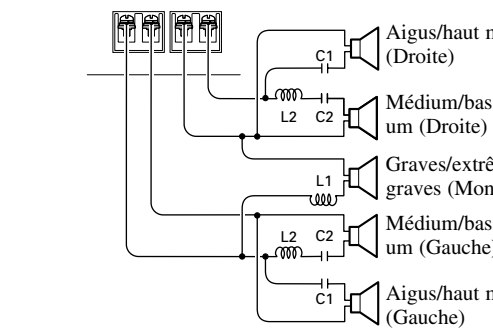 Aigus/haut m
(Droite)
C1
Médium/bas
um (Droite)
L2
C2
Graves/extrê
graves (Mon
L1
Médium/bas
um (Gauche)
L2
C2
Aigus/haut m
(Gauche)
C1